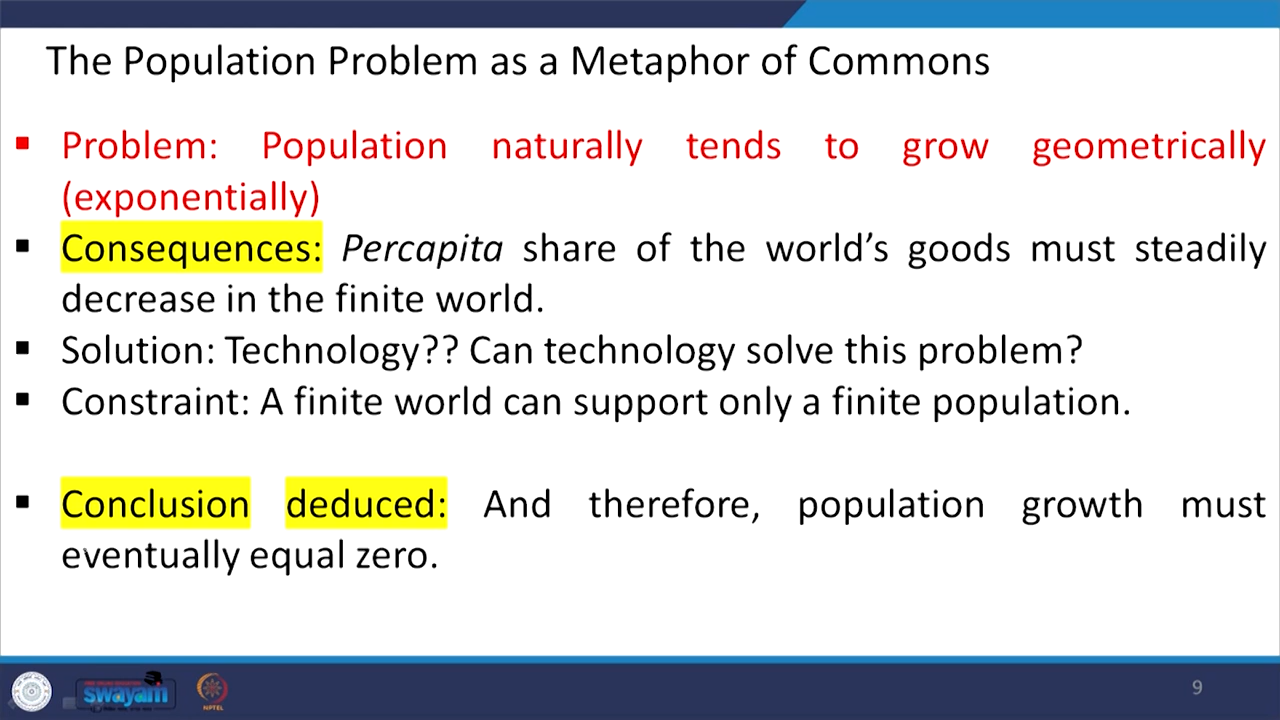 The Population Problem as a Metaphor of Commons
▪ Problem: Population naturally tends to grow geometrically
(exponentially)
▪ Consequences: Percapita share of the world's goods must steadily
decrease in the finite world.
▪ Solution: Technology?? Can technology solve this problem?
▪ Constraint: A finite world can support only a finite population.
▪ Conclusion deduced: And therefore, population growth must
eventually equal zero.
swayam
NPTEL
9